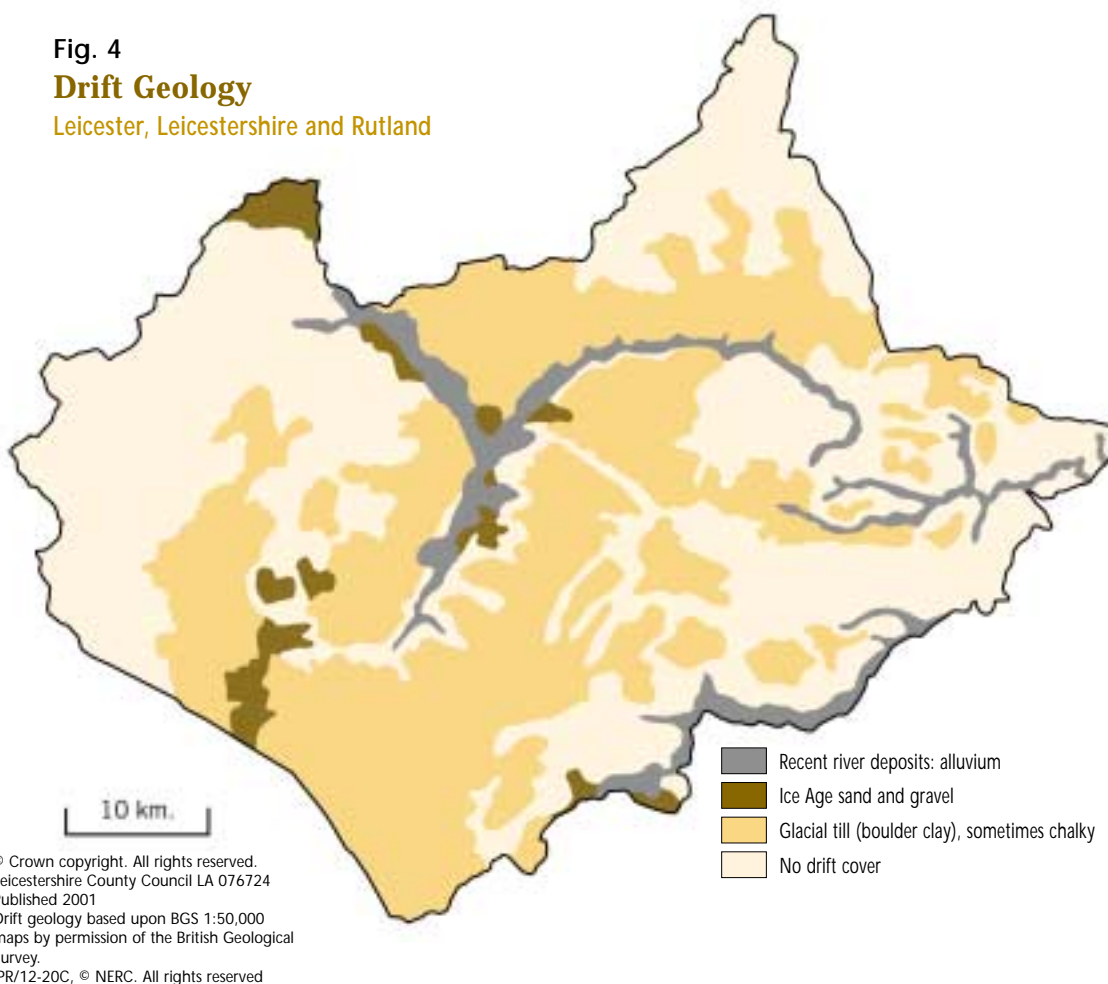 Fig. 4
Drift Geology
Leicester, Leicestershire and Rutland
Recent river deposits: alluvium
Ice Age sand and gravel
Glacial till (boulder clay), sometimes chalky
No drift cover
10 km.
© Crown copyright. All rights reserved.
eicestershire County Council LA 076724
Published 2001
Drift geology based upon BGS 1:50,000
maps by permission of the British Geological
urvey.
PR/12-20C, © NERC. All rights reserved